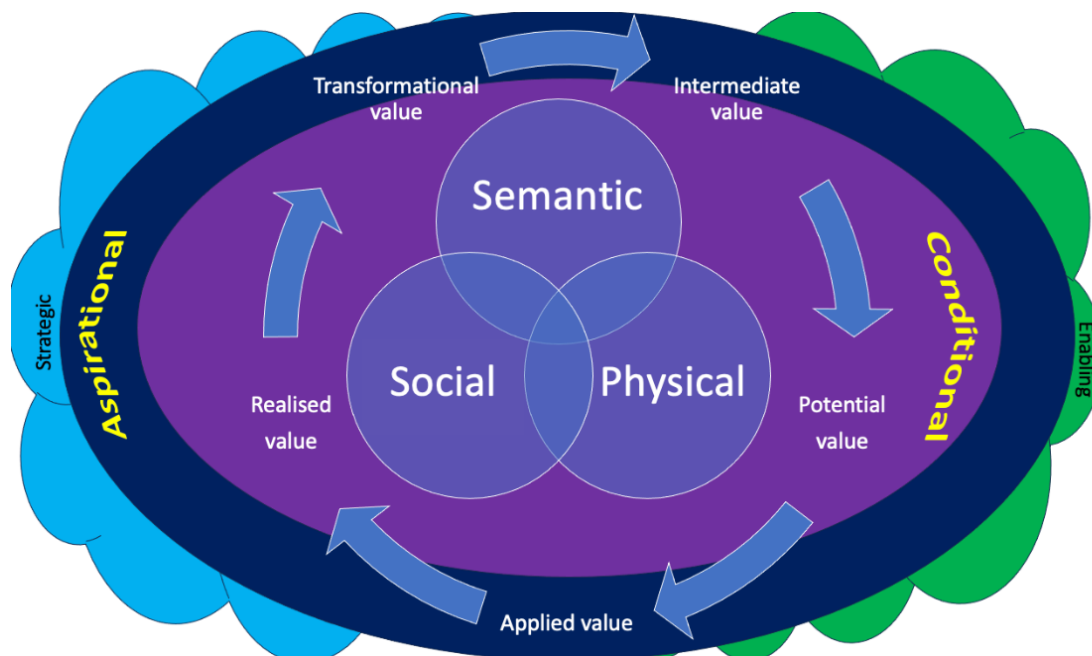 Transformational
value
Intermediate
value
Semantic
Strategic
Aspirational
Conditional
Enabling
Social
Physical
Realised
value
Potential
value
Applied value